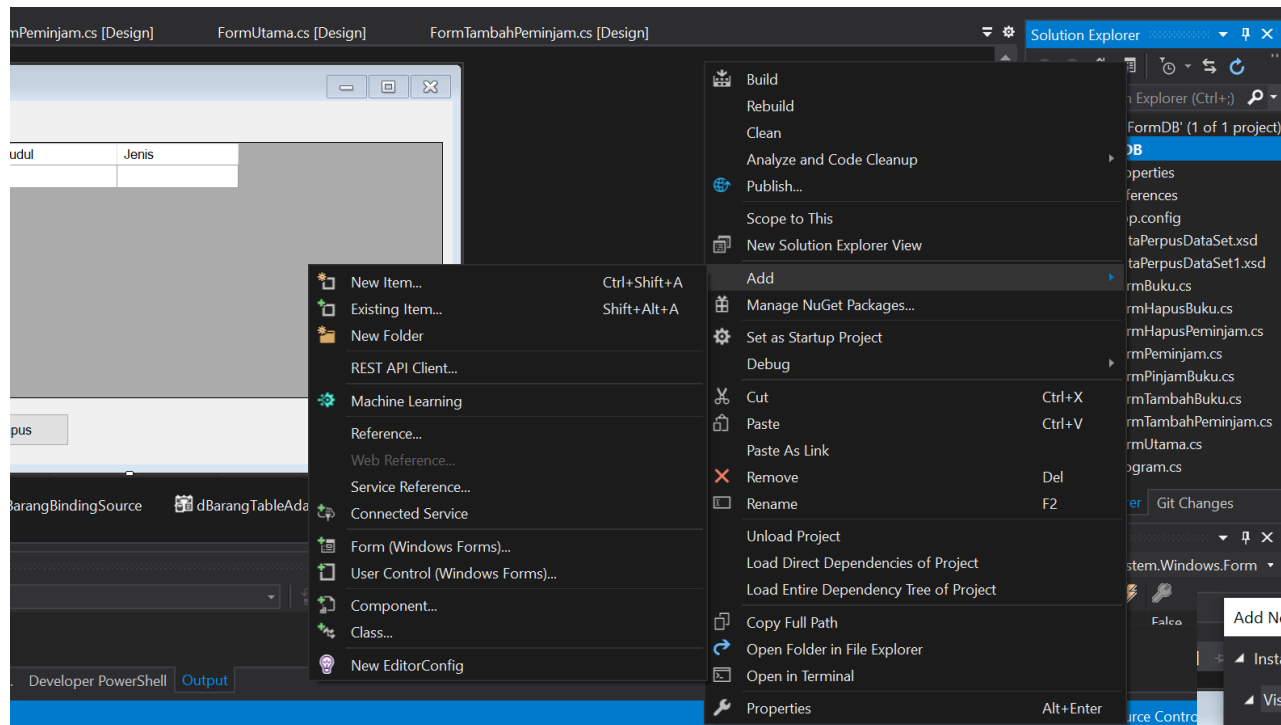 mPeminjam.cs [Design]
FormUtama.cs [Design]
FormTambahPeminjam.cs [Design]
Solution Explorer
Explorer (Ctrl+;)
FormDB' (1 of 1 project)
DB
operties
ferences
p.config
taPerpusDataSet.xsd
taPerpusDataSet1.xsd
rmBuku.cs
rmHapusBuku.cs
rmHapusPeminjam.cs
rmPeminjam.cs
rmPinjamBuku.cs
rmTambahBuku.cs
rmTambahPeminjam.cs
rmUtama.cs
ogram.cs
er
Git Changes
stem.Windows.Form
False
Add Ne
Insta
Vis
urce Contro
udul
Jenis
pus
BarangBindingSource
dBarangTableAda
Developer PowerShell
Output
Build
Rebuild
Clean
Analyze and Code Cleanup
Publish...
Scope to This
New Solution Explorer View
Add
Manage NuGet Packages...
Set as Startup Project
Debug
Cut Ctrl+X
Paste Ctrl+V
Paste As Link
Remove Del
Rename F2
Unload Project
Load Direct Dependencies of Project
Load Entire Dependency Tree of Project
Copy Full Path
Open Folder in File Explorer
Open in Terminal
Properties Alt+Enter
New Item... Ctrl+Shift+A
Existing Item... Shift+Alt+A
New Folder
REST API Client...
Machine Learning
Reference...
Web Reference...
Service Reference...
Connected Service
Form (Windows Forms)...
User Control (Windows Forms)...
Component...
Class...
New EditorConfig